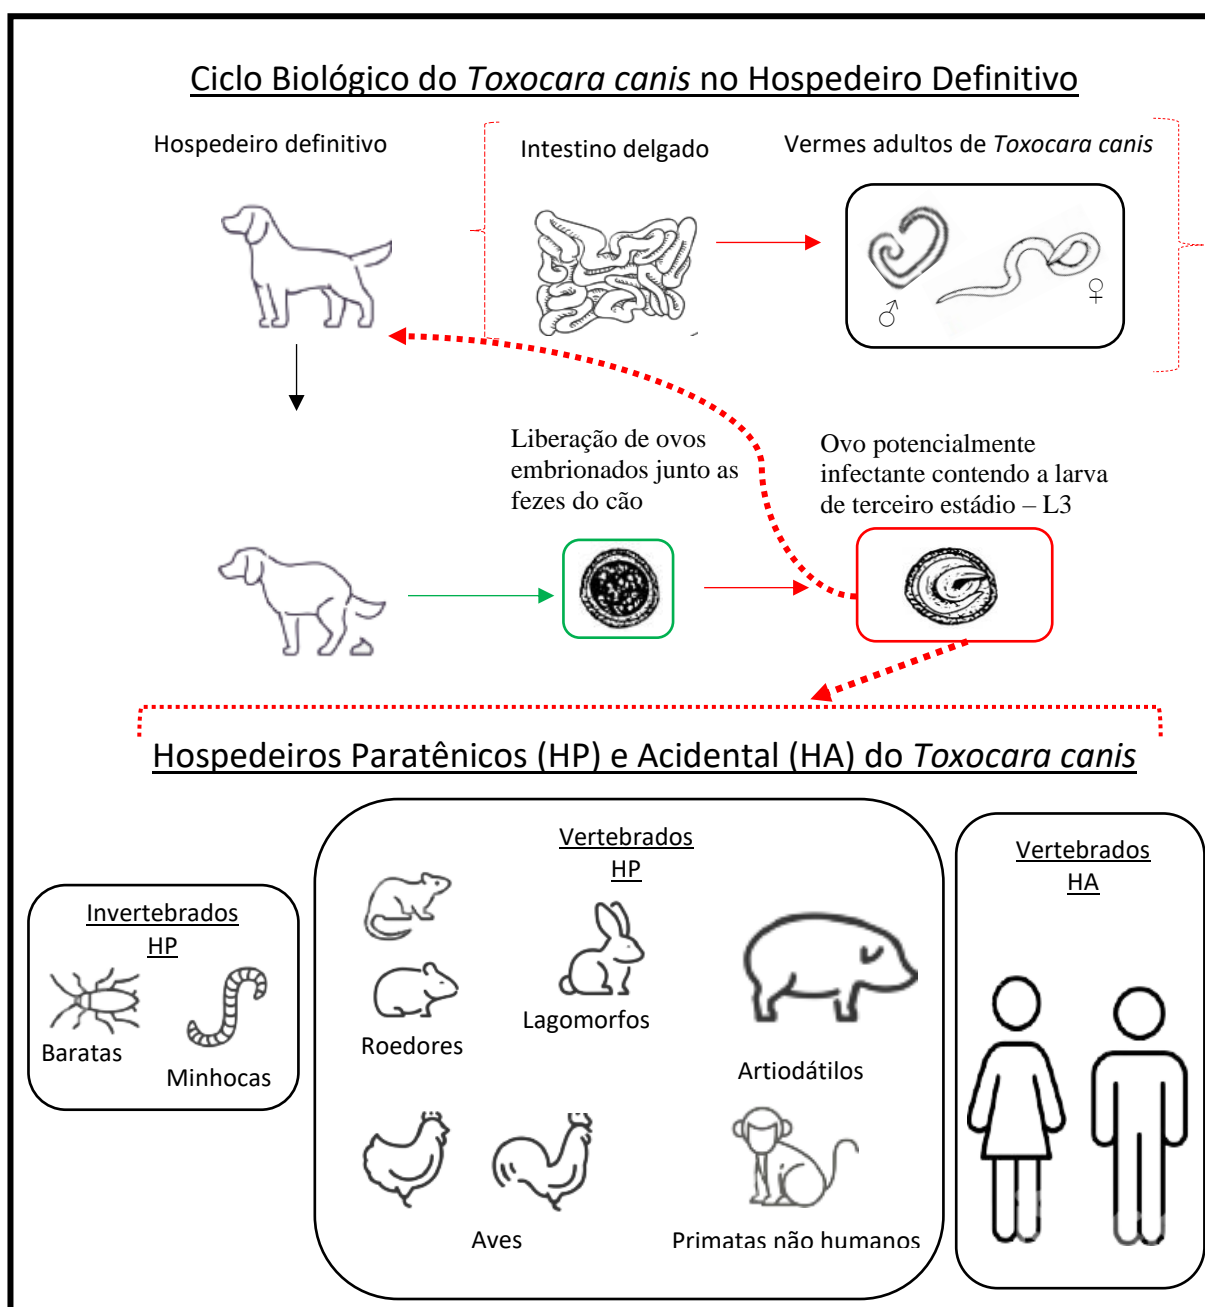 Ciclo Biológico do Toxocara canis no Hospedeiro Definitivo
Hospedeiro definitivo
Intestino delgado
Vermes adultos de Toxocara canis
♂
♀
Liberação de ovos
embrionados junto as
fezes do cão
Ovo potencialmente
infectante contendo a larva
de terceiro estádio – L3
Hospedeiros Paratênicos (HP) e Acidental (HA) do Toxocara canis
Invertebrados
HP
Baratas
Minhocas
Vertebrados
HP
Roedores
Lagomorfos
Artiodátilos
Aves
Primatas não humanos
Vertebrados
HA